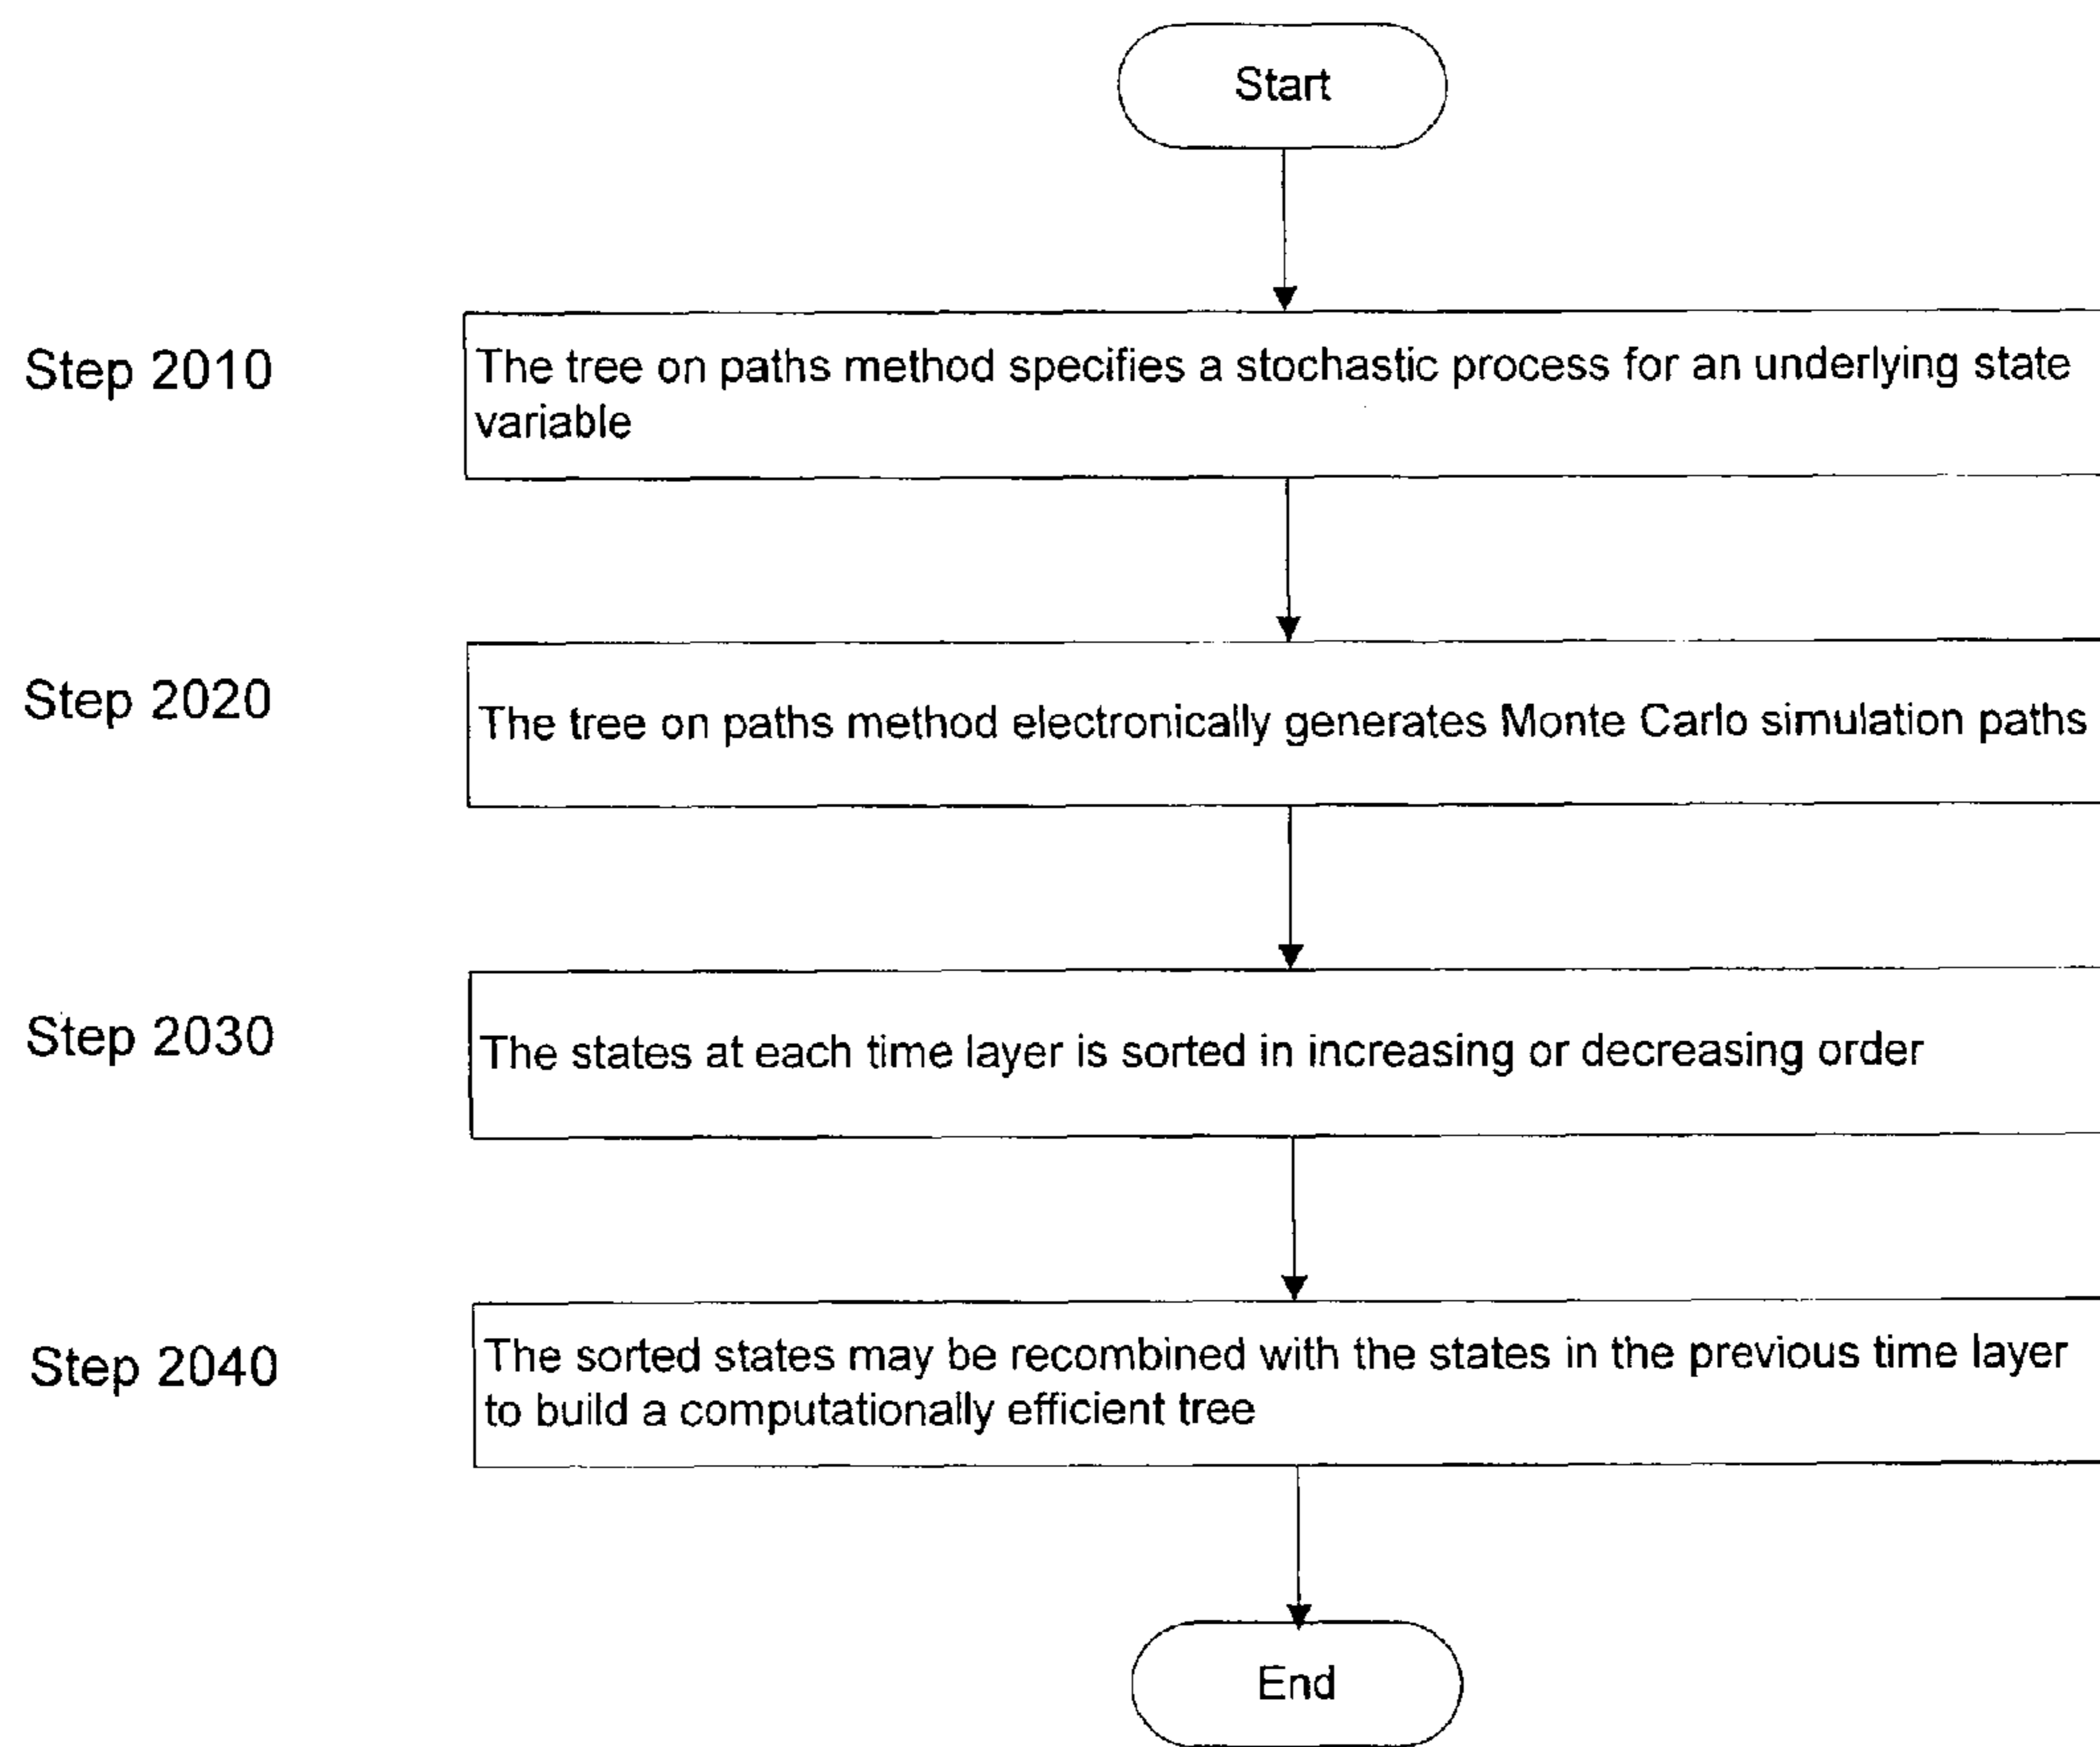 Start
Step 2010
The tree on paths method specifies a stochastic process for an underlying state
variable
Step 2020
The tree on paths method electronically generates Monte Carlo simulation paths
Step 2030
The states at each time layer is sorted in increasing or decreasing order
Step 2040
The sorted states may be recombined with the states in the previous time layer
to build a computationally efficient tree
End